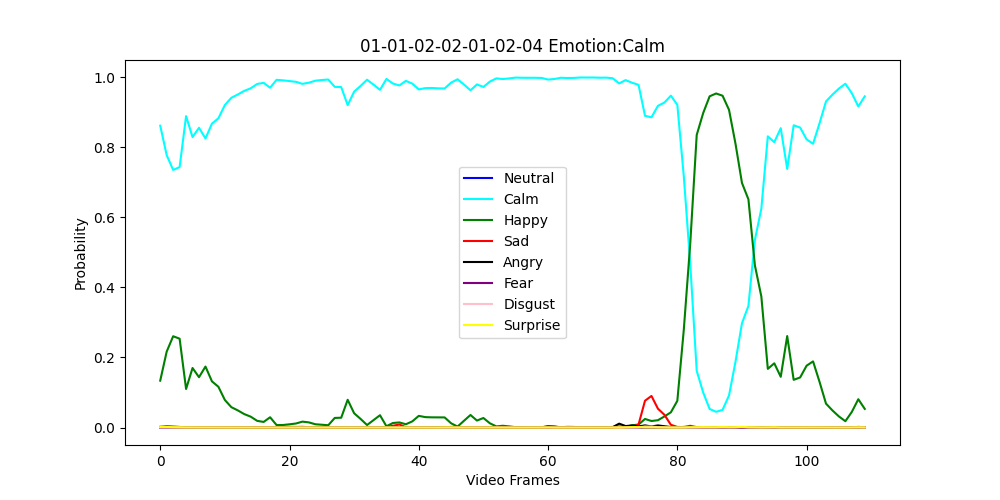 01-01-02-02-01-02-04 Emotion:Calm
1.0
0.8
0.6
0.4
0.2
0.0
Probability
Neutral
Calm
Happy
Sad
Angry
Fear
Disgust
Surprise
0 20 40 60 80 100
Video Frames